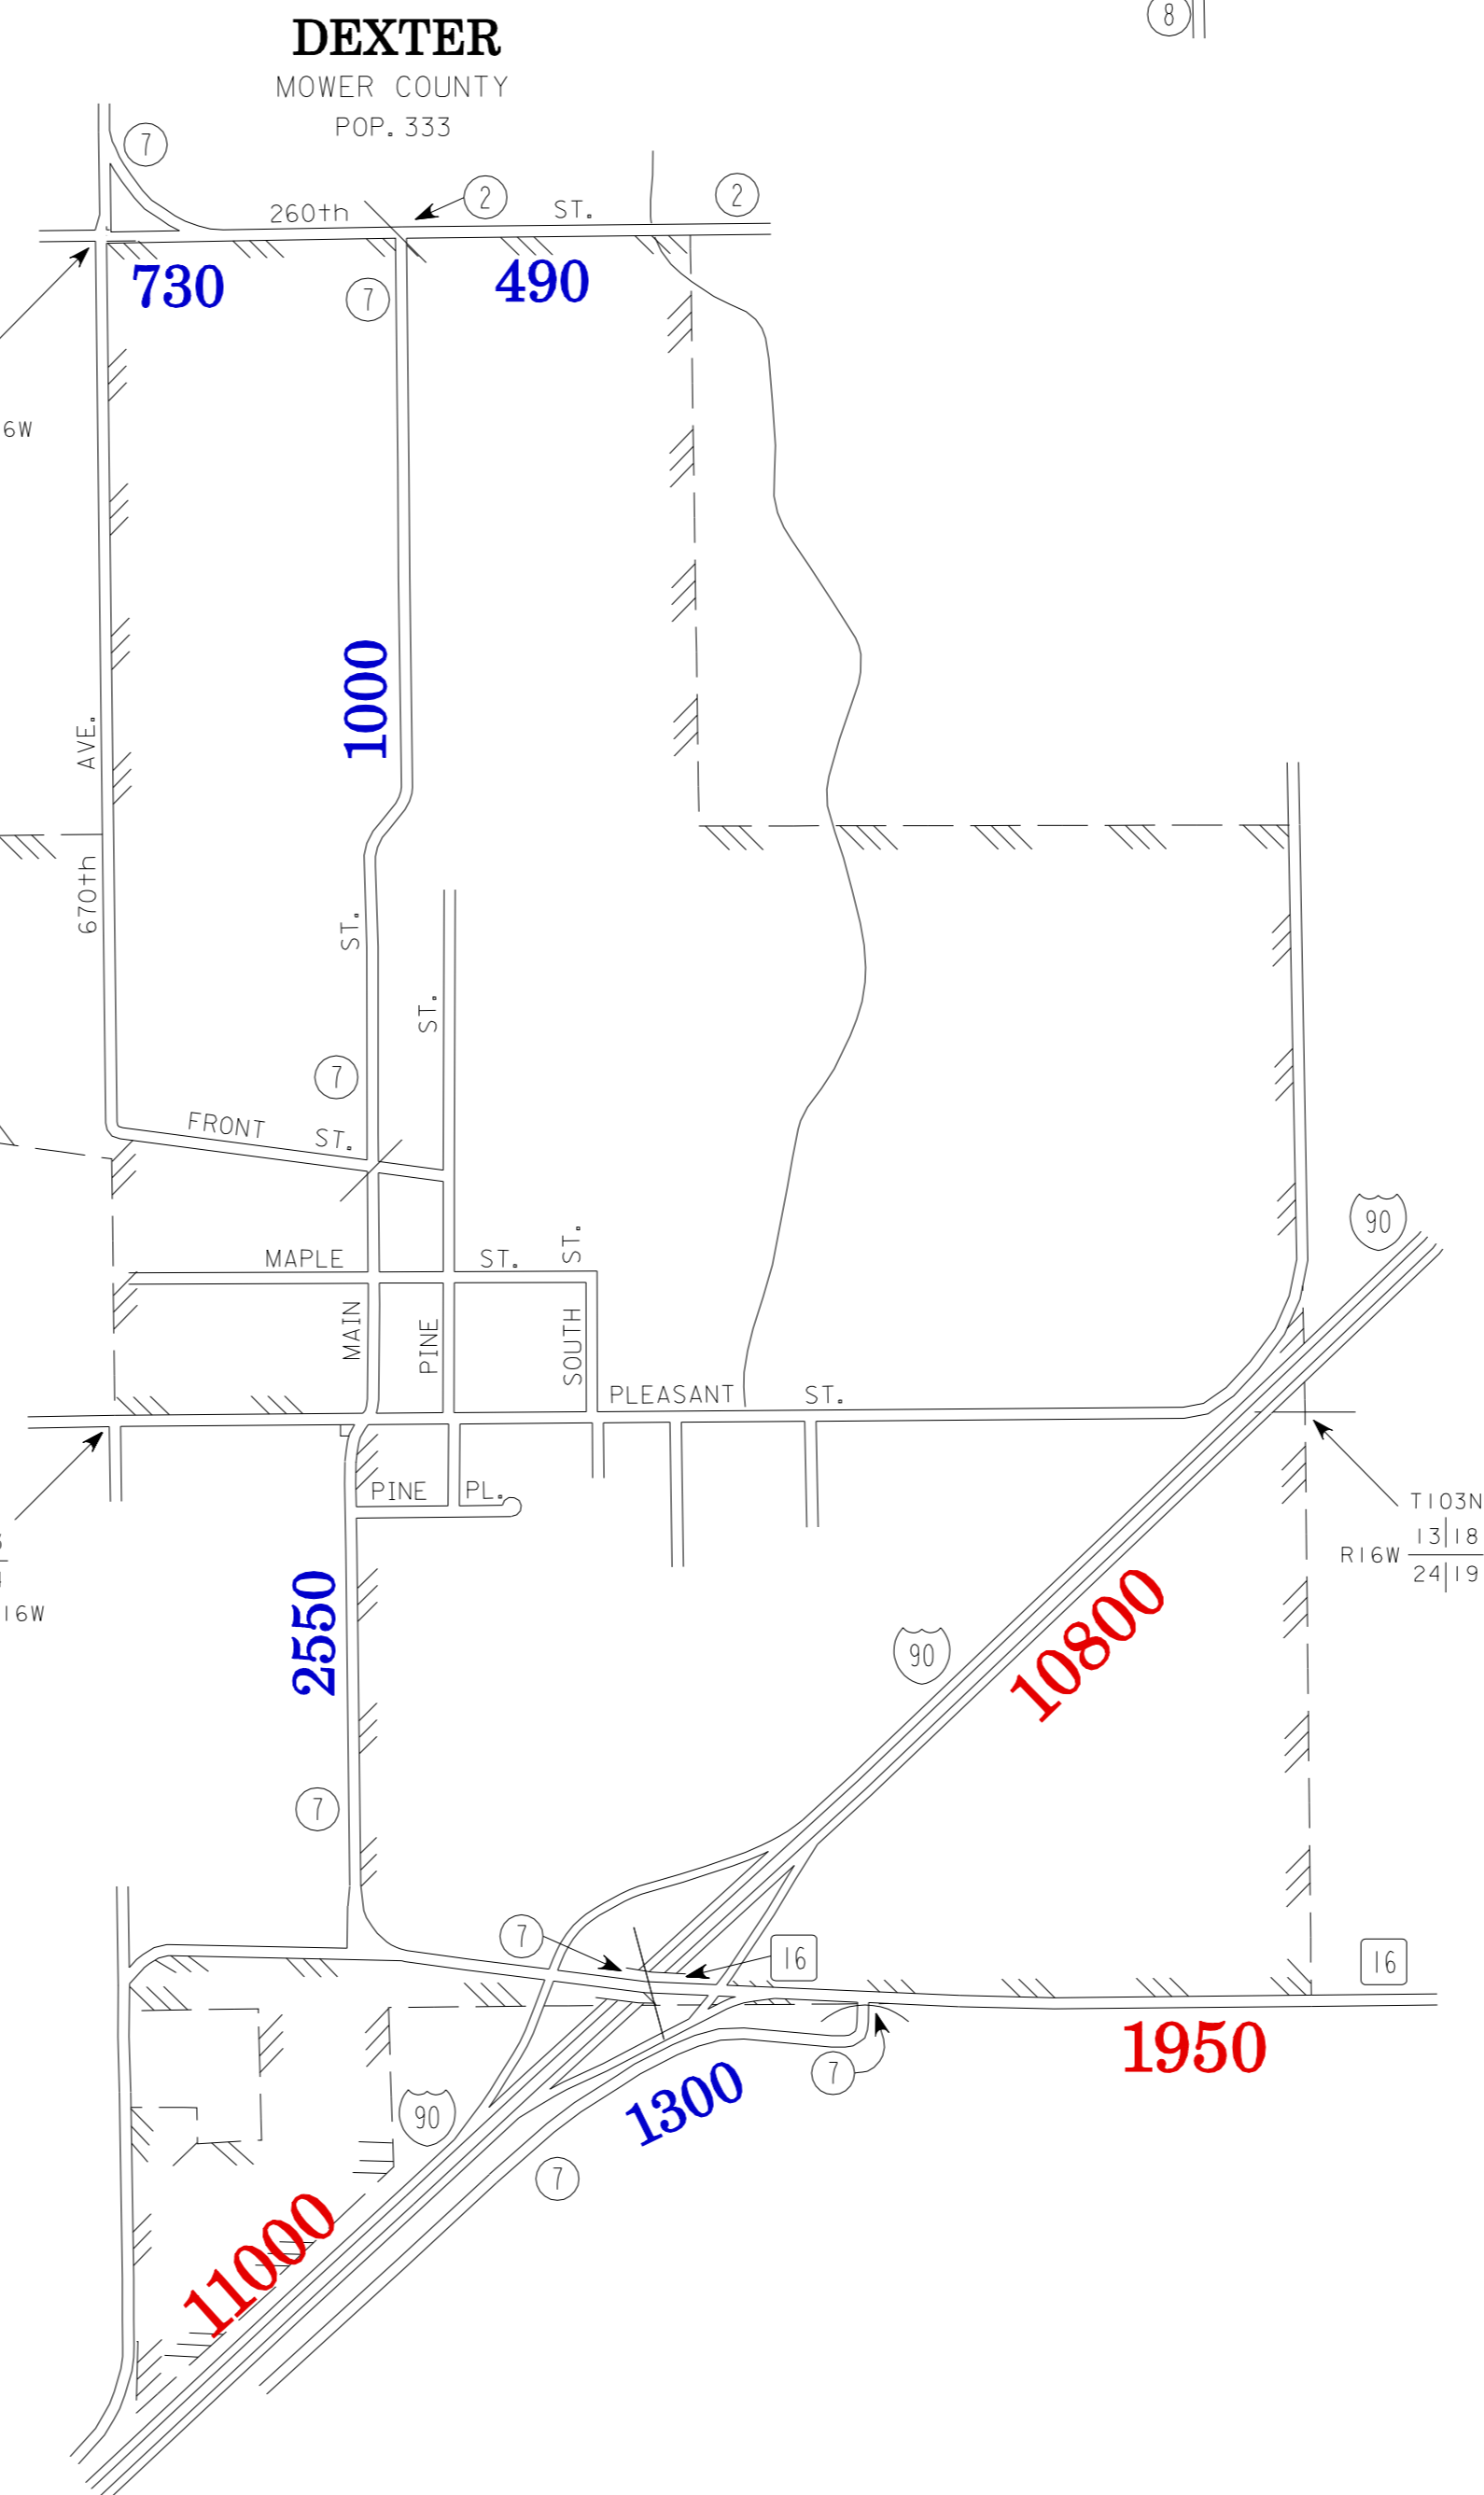 8
DEXTER
MOWER COUNTY
POP. 333
7
260th ST.
2
2
730
7
490
6W
1000
670th AVE.
ST.
ST.
7
FRONT ST.
90
MAPLE ST.
MAIN
PINE
SOUTH ST.
PLEASANT ST.
PINE PL.
T103N
13|18
R16W
24|19
16W
2550
10800
90
7
7
16
16
1950
7
1300
90
7
11000